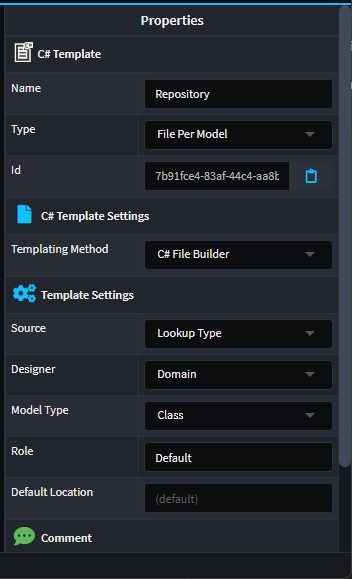 Properties
C# Template
Name
Repository
Type
File Per Model
Id
7b91fce4-83af-44c4-aa8b
C# Template Settings
Templating Method
C# File Builder
Template Settings
Source
Lookup Type
Designer
Domain
Model Type
Class
Role
Default
Default Location
(default)
Comment